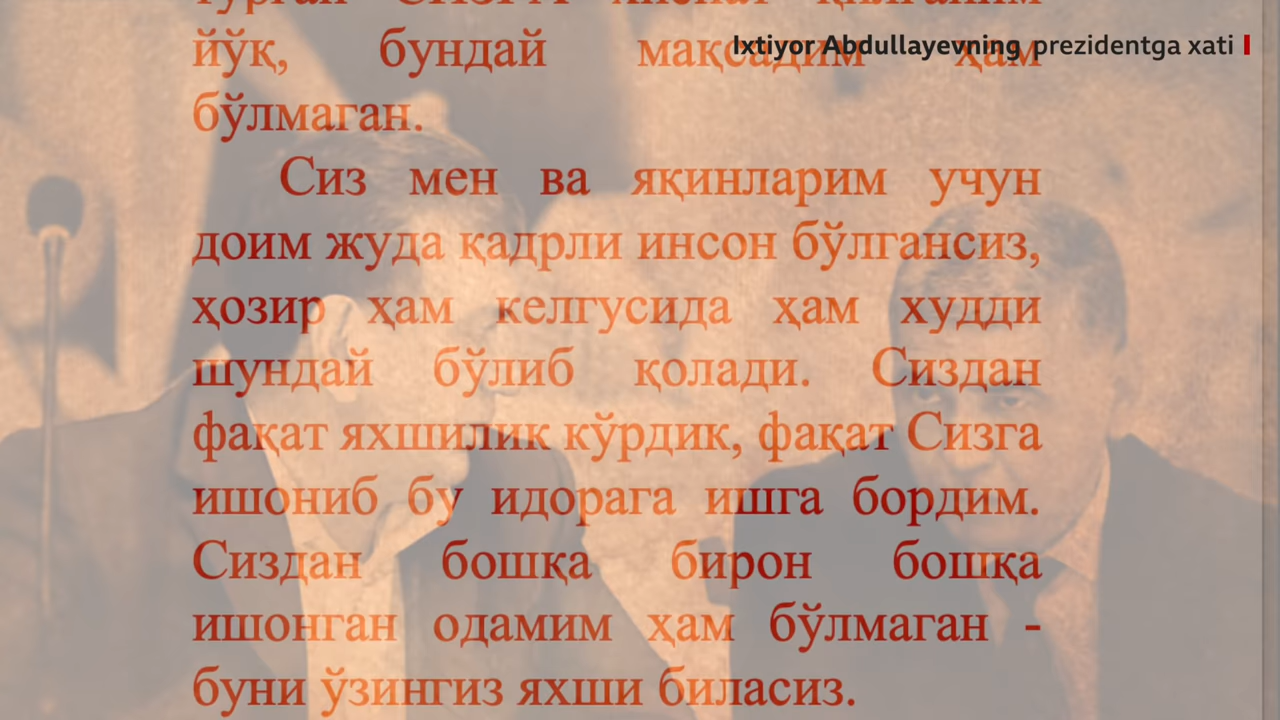 Ixtiyor Abdullayevning prezidentga xati
йўқ, бундай мақсадим ҳам
бўлмаган.
Сиз мен ва яқинларим учун
доим жуда қадрли инсон бўлгансиз,
ҳозир ҳам келгусида ҳам худди
шундай бўлиб қолади. Сиздан
фақат яхшилик кўрдик, фақат Сизга
ишониб бу идорага ишга бордим.
Сиздан бошқа бирон бошқа
ишонган одамим ҳам бўлмаган -
буни ўзингиз яхши биласиз.